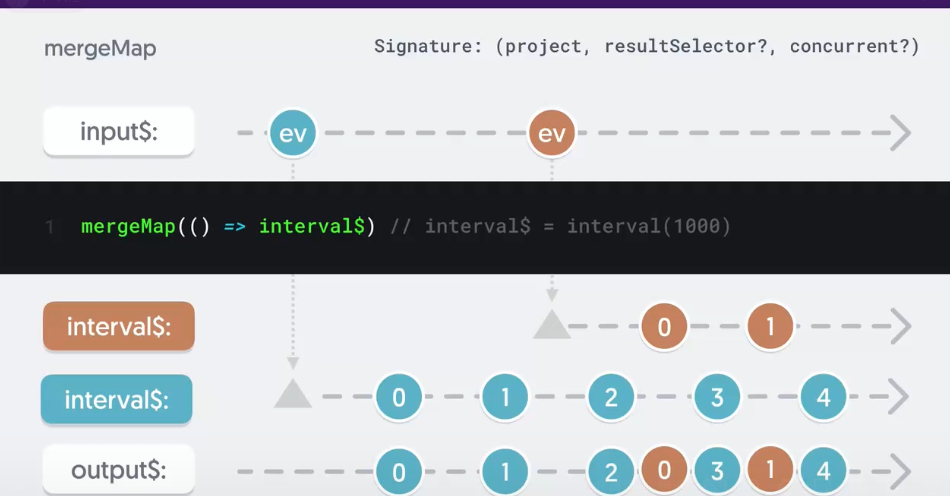 mergeMap
Signature: (project, resultSelector?, concurrent?)
input$:
ev ev
1 mergeMap(() => interval$) // interval$ = interval(1000)
interval$:
0 1
interval$:
0 1 2 3 4
output$:
0 1 2 0 3 1 4